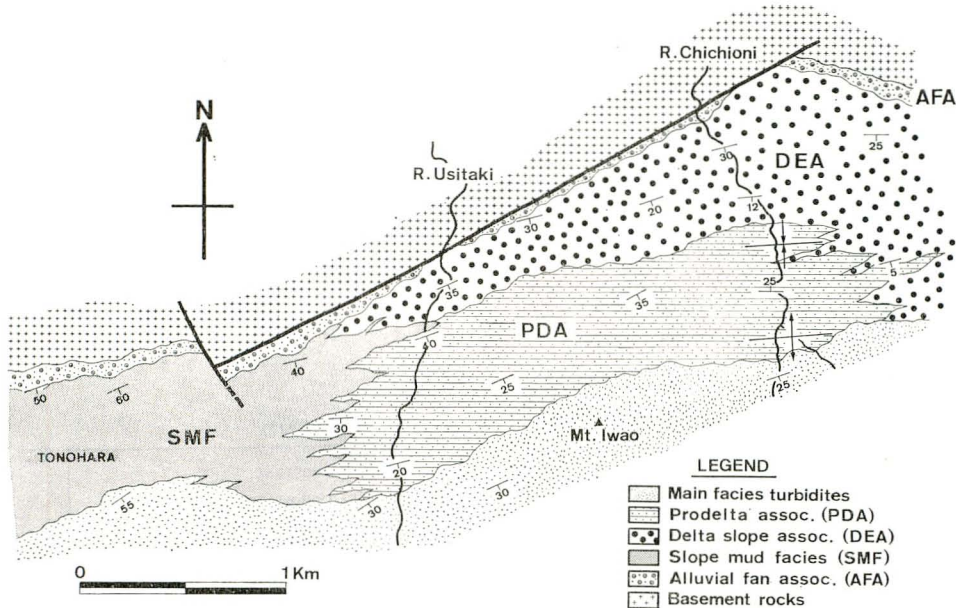 R. Chichioni
N
AFA
25
30
DEA
R. Usitaki
20
12
30
5
35
25
35
PDA
40
40
50
60
25
30
SMF
Mt. Iwao
25
TONOHARA
20
55
30
30
LEGEND
Main facies turbidites
Prodelta assoc. (PDA)
Delta slope assoc. (DEA)
Slope mud facies (SMF)
Alluvial fan assoc. (AFA)
Basement rocks
0 1 Km